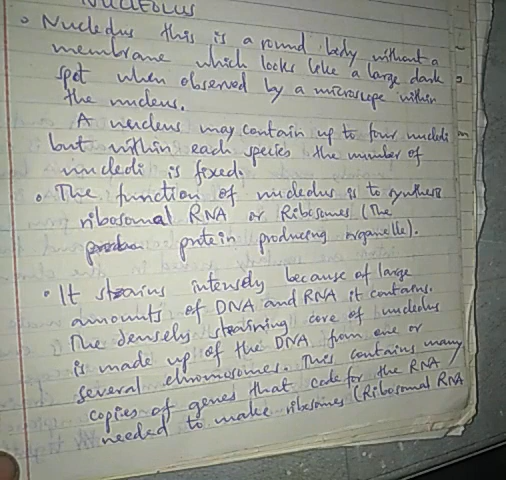 NUCLEOLUS
Nucleolus this is a round body without a
membrane which looks like a large dark
spot when observed by a microscope within
the nucleus.
A nucleus may contain up to four nucleoli
but within each species the number of
nucleoli is fixed.
The function of nucleolus is to synthesis
ribosomal RNA or Ribosomes (The
protein producing organelle).
It stains intensely because of large
amounts of DNA and RNA it contains.
The densely staining core of nucleolus
is made up of the DNA from one or
several chromosomes. This contains many
copies of genes that code for the RNA
needed to make ribosomes (Ribosomal RNA